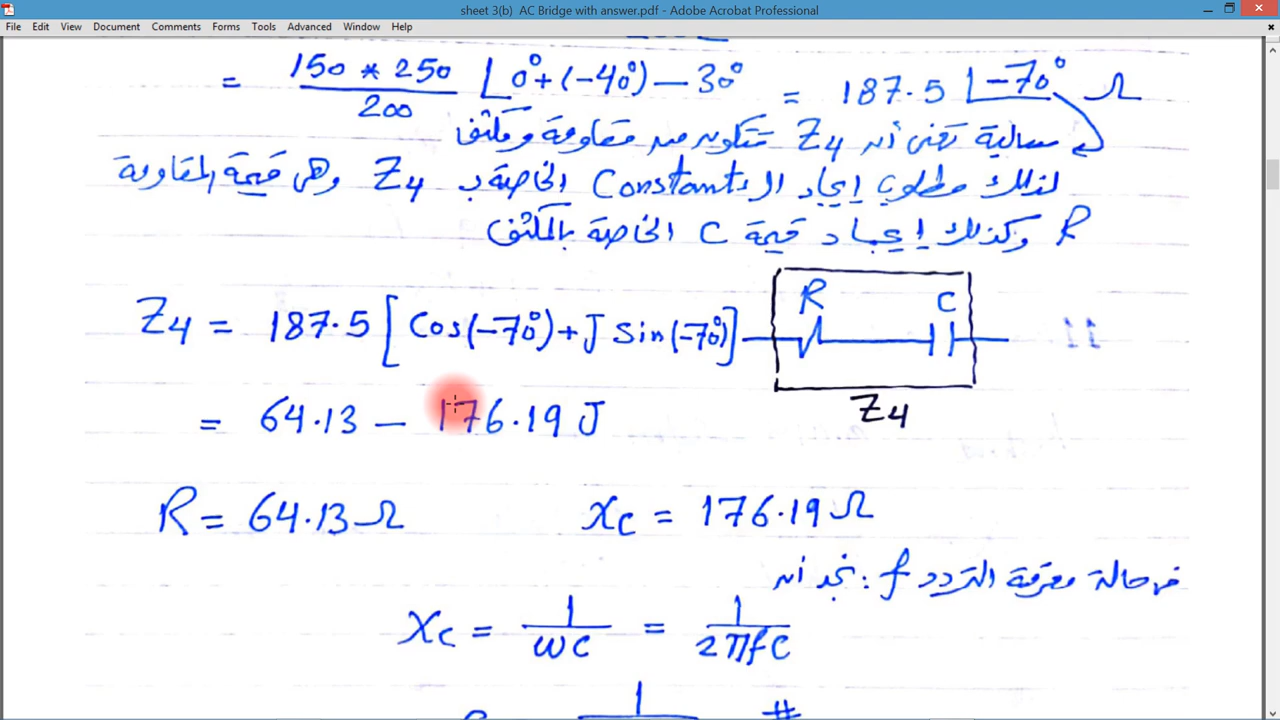 sheet 3(b) AC Bridge with answer.pdf - Adobe Acrobat Professional
File Edit View Document Comments Forms Tools Advanced Window Help
= 150 * 250 / 200 ∠0°+(-40°)-30° = 187.5 ∠-70° Ω
سالبة تعنى أن Z4 تتكون من مقاومة ومكثف
لذلك مطلوب إيجاد الـ Constants الخاصة بـ Z4 وهى قيمة المقاومة
R وكذلك إيجاد قيمة C الخاصة بالمكثف
Z4 = 187.5 [Cos(-70°)+J Sin(-70°)]
R C
Z4
= 64.13 - 176.19 J
R = 64.13 Ω Xc = 176.19 Ω
فى حالة معرفة التردد f: نجد أن
Xc = 1/ωC = 1/2πfC
1 #